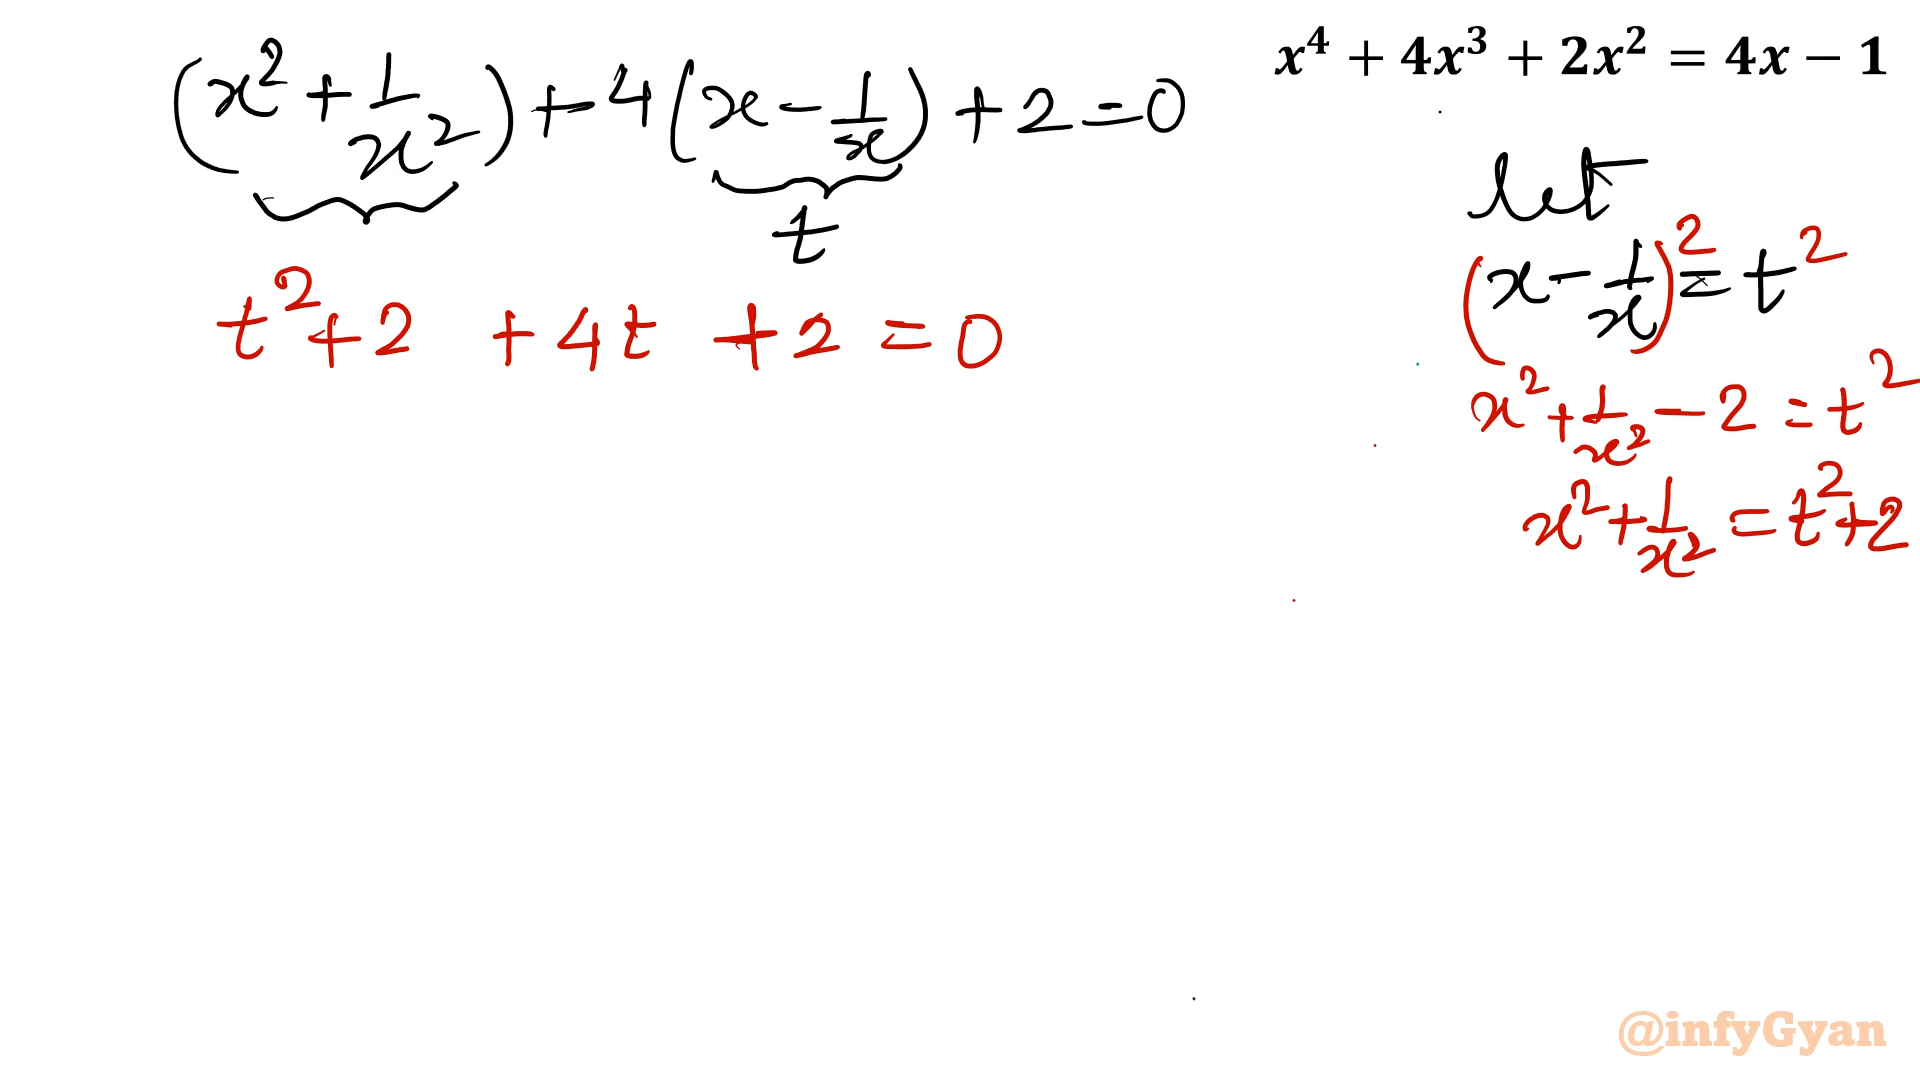 x⁴ + 4x³ + 2x² = 4x − 1
(x² + 1/x²) + 4(x − 1/x) + 2 = 0
t
t² + 2 + 4t + 2 = 0
let
(x − 1/x)² = t²
x² + 1/x² − 2 = t²
x² + 1/x² = t² + 2
@infyGyan